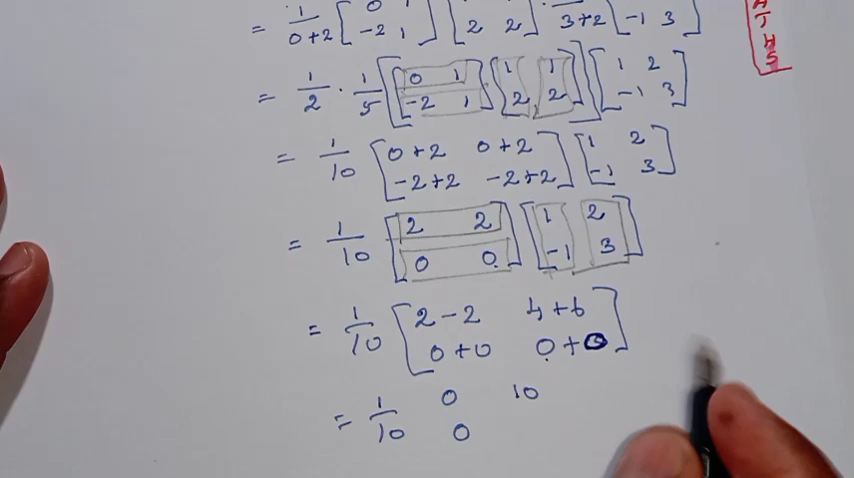 = 1/0+2 [0 1 -2 1] [2 2] · 3+2 [-1 3]
= 1/2 · 1/5 [[0 1 -2 1] [1 1 2 2]] [1 2 -1 3]
= 1/10 [0+2 0+2 -2+2 -2+2] [1 2 -1 3]
= 1/10 [2 2 0 0] [1 2 -1 3]
= 1/10 [2-2 4+6 0+0 0+0]
= 1/10 0 10 0
H
T
H
S